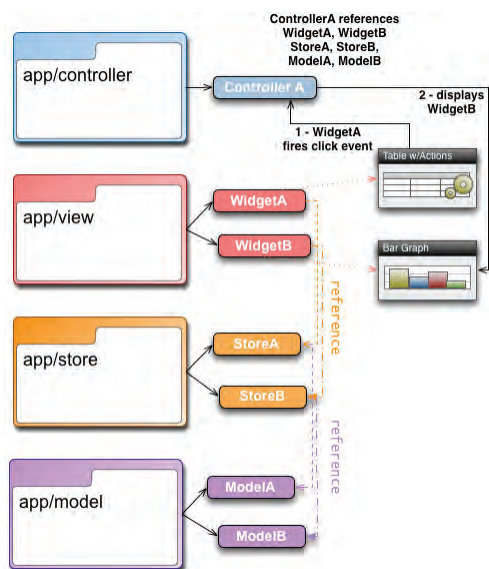 ControllerA references
WidgetA, WidgetB
StoreA, StoreB,
ModelA, ModelB
app/controller
Controller A
2 - displays
WidgetB
1 - WidgetA
fires click event
Table w/Actions
app/view
WidgetA
WidgetB
Bar Graph
reference
app/store
StoreA
StoreB
reference
app/model
ModelA
ModelB